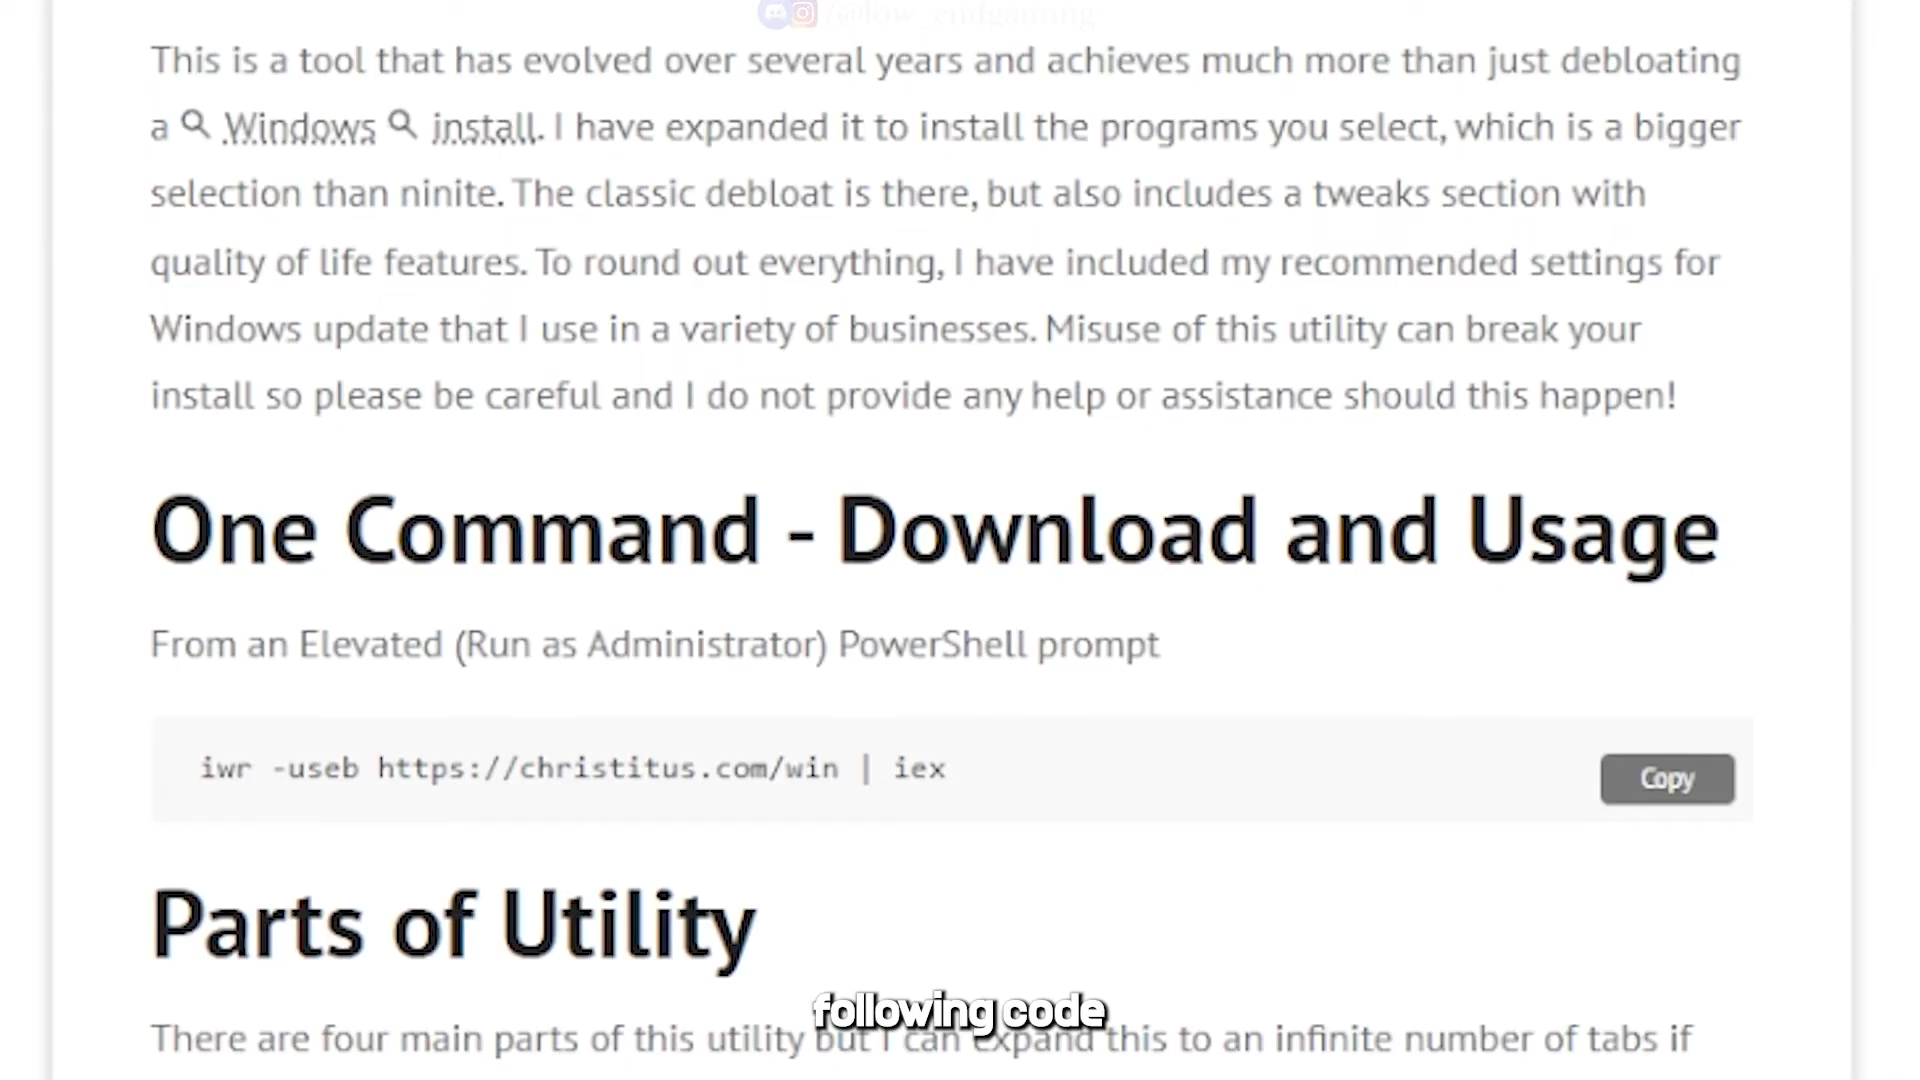 /@low_endgaming
This is a tool that has evolved over several years and achieves much more than just debloating
a Windows install. I have expanded it to install the programs you select, which is a bigger
selection than ninite. The classic debloat is there, but also includes a tweaks section with
quality of life features. To round out everything, I have included my recommended settings for
Windows update that I use in a variety of businesses. Misuse of this utility can break your
install so please be careful and I do not provide any help or assistance should this happen!
One Command - Download and Usage
From an Elevated (Run as Administrator) PowerShell prompt
iwr -useb https://christitus.com/win | iex
Copy
Parts of Utility
following code
There are four main parts of this utility but I can expand this to an infinite number of tabs if